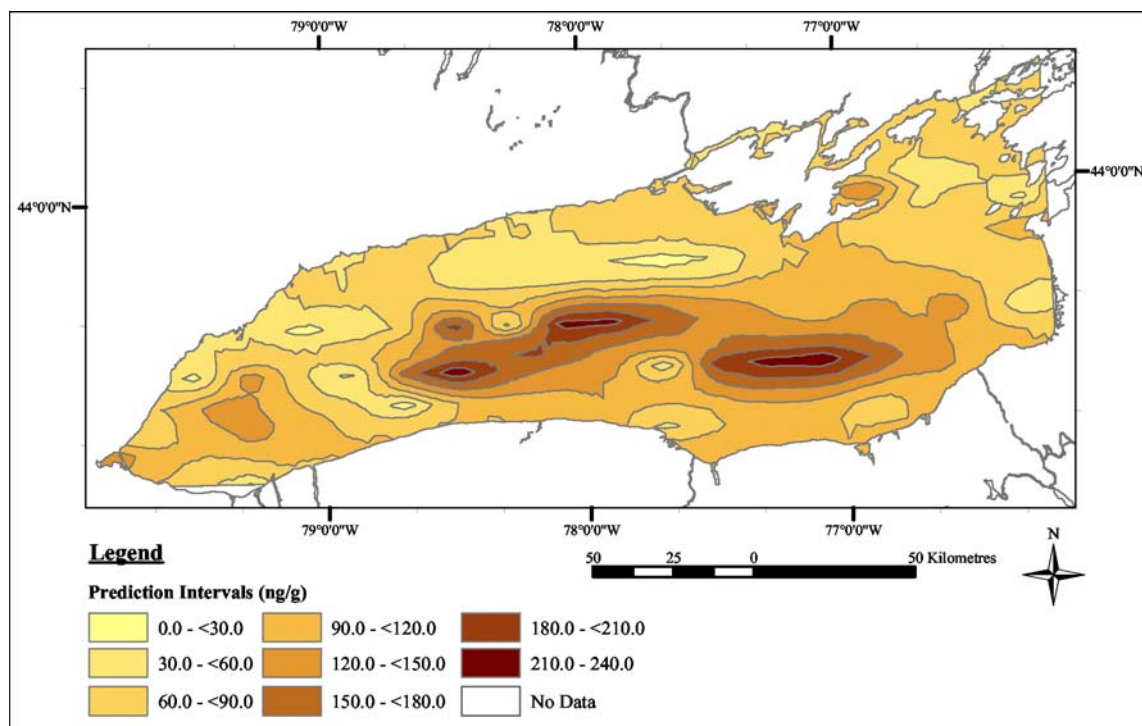 79°0'0"W 78°0'0"W 77°0'0"W
44°0'0"N
44°0'0"N
79°0'0"W 78°0'0"W 77°0'0"W
Legend
50 25 0 50 Kilometres
N
Prediction Intervals (ng/g)
0.0 - <30.0 90.0 - <120.0 180.0 - <210.0
30.0 - <60.0 120.0 - <150.0 210.0 - 240.0
60.0 - <90.0 150.0 - <180.0 No Data